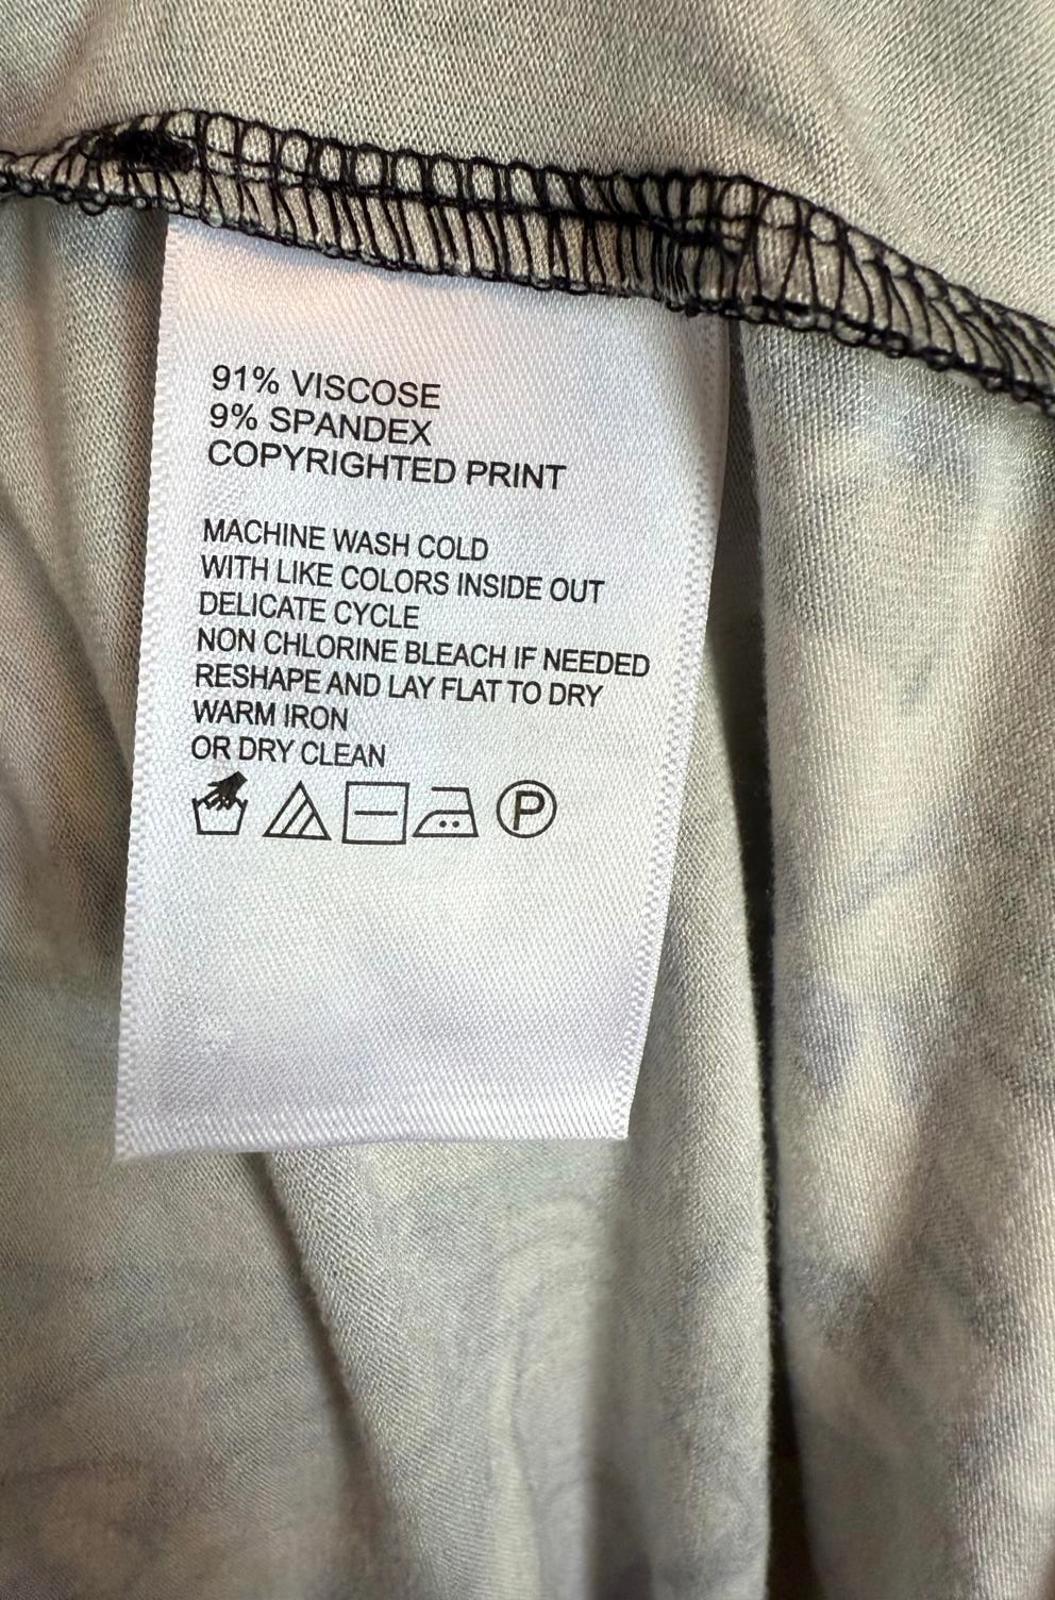 91% VISCOSE
9% SPANDEX
COPYRIGHTED PRINT
MACHINE WASH COLD
WITH LIKE COLORS INSIDE OUT
DELICATE CYCLE
NON CHLORINE BLEACH IF NEEDED
RESHAPE AND LAY FLAT TO DRY
WARM IRON
OR DRY CLEAN
P